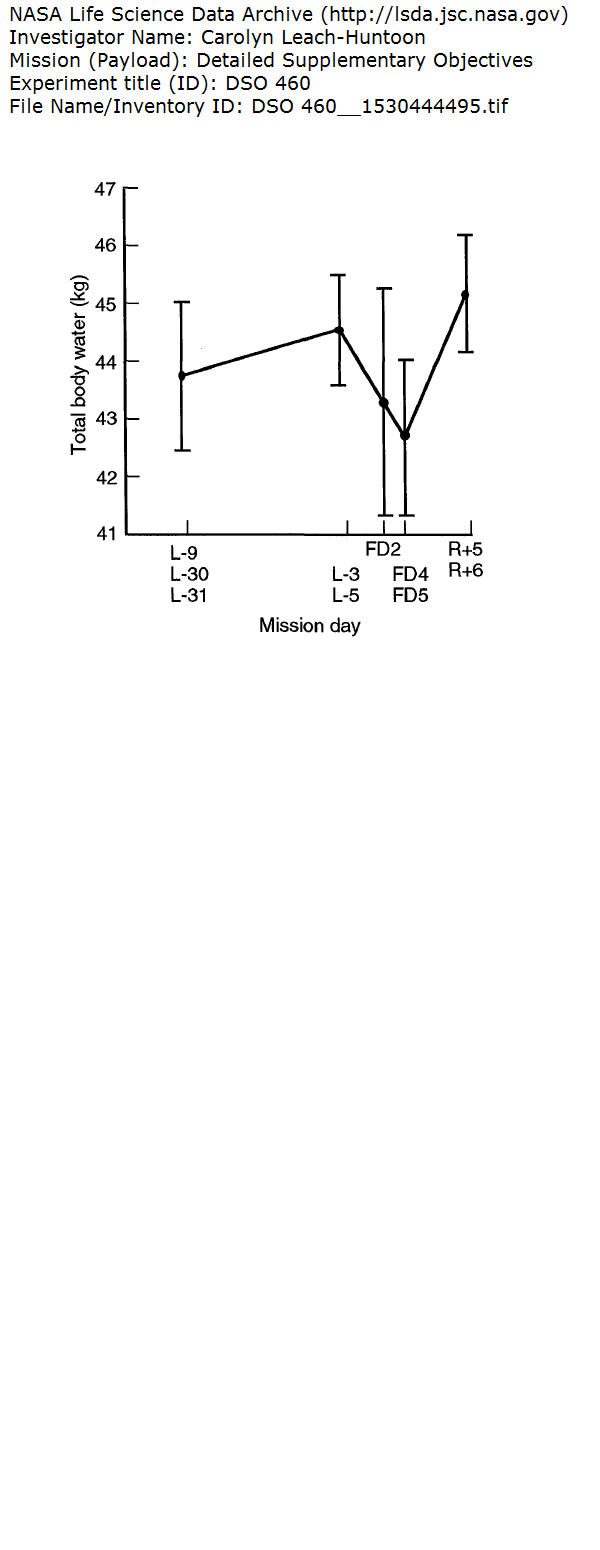 NASA Life Science Data Archive (http://lsda.jsc.nasa.gov)
Investigator Name: Carolyn Leach-Huntoon
Mission (Payload): Detailed Supplementary Objectives
Experiment title (ID): DSO 460
File Name/Inventory ID: DSO 460__1530444495.tif
47
46
45
44
43
42
41
Total body water (kg)
L-9
L-30
L-31
L-3
L-5
FD2
FD4
FD5
R+5
R+6
Mission day